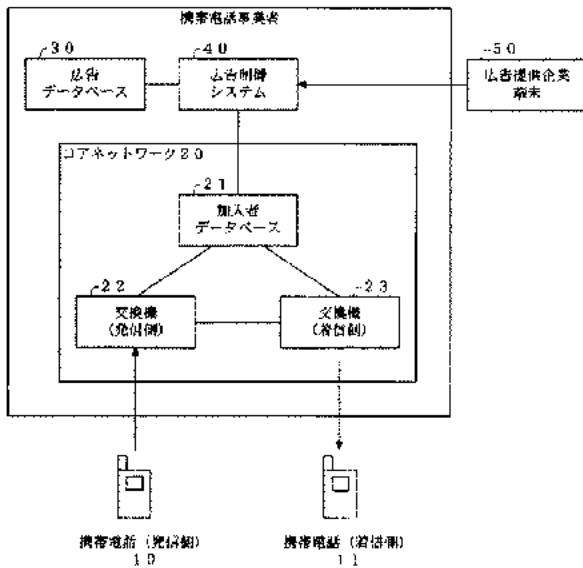 携帯電話事業者
30
広告
データベース
40
広告制御
システム
50
広告提供企業
端末
コアネットワーク20
21
加入者
データベース
22
交換機
(発信側)
23
交換機
(着信側)
携帯電話(発信側)
10
携帯電話(着信側)
11